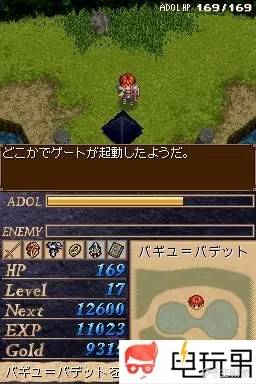 ADOL HP 169/169
どこかでゲートが起動したようだ。
ADOL
ENEMY
HP 169
Level 17
Next 12600
EXP 11023
Gold 931
バギュ＝バデット
バギュ＝バデットを
电玩男